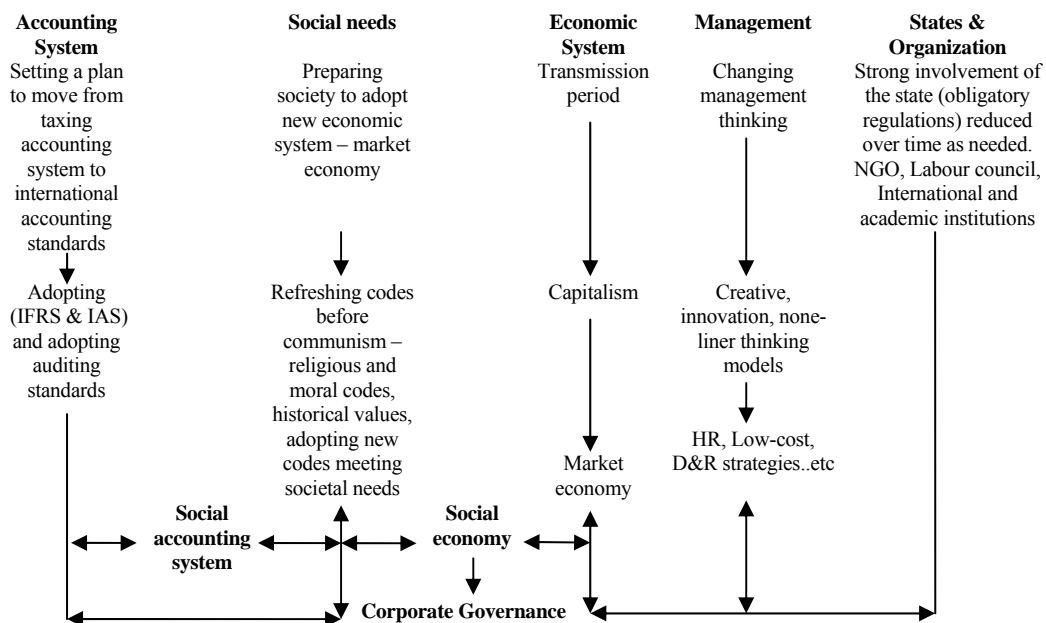 Accounting
System
Setting a plan
to move from
taxing
accounting
system to
international
accounting
standards
Adopting
(IFRS & IAS)
and adopting
auditing
standards
Social needs
Preparing
society to adopt
new economic
system – market
economy
Refreshing codes
before
communism –
religious and
moral codes,
historical values,
adopting new
codes meeting
societal needs
Economic
System
Transmission
period
Capitalism
Market
economy
Management
Changing
management
thinking
Creative,
innovation, none-
liner thinking
models
HR, Low-cost,
D&R strategies..etc
States &
Organization
Strong involvement of
the state (obligatory
regulations) reduced
over time as needed.
NGO, Labour council,
International and
academic institutions
Social
accounting
system
Social
economy
Corporate Governance